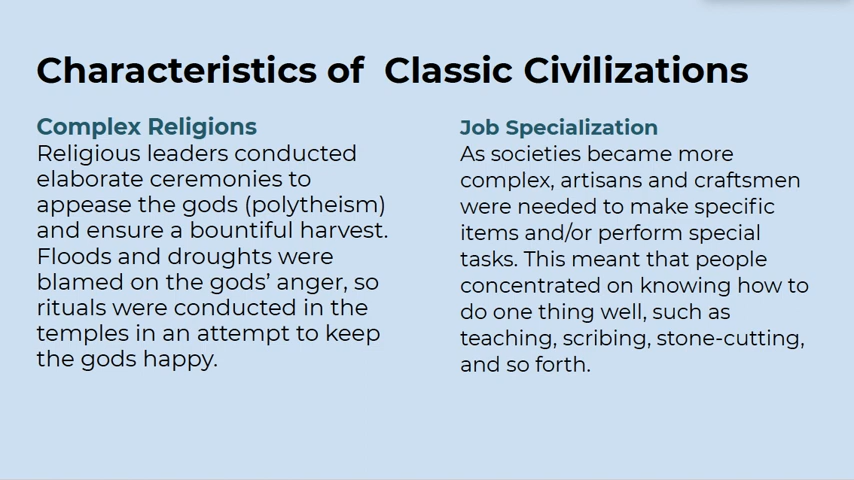 Characteristics of  Classic Civilizations
Complex Religions
Religious leaders conducted
elaborate ceremonies to
appease the gods (polytheism)
and ensure a bountiful harvest.
Floods and droughts were
blamed on the gods’ anger, so
rituals were conducted in the
temples in an attempt to keep
the gods happy.
Job Specialization
As societies became more
complex, artisans and craftsmen
were needed to make specific
items and/or perform special
tasks. This meant that people
concentrated on knowing how to
do one thing well, such as
teaching, scribing, stone-cutting,
and so forth.